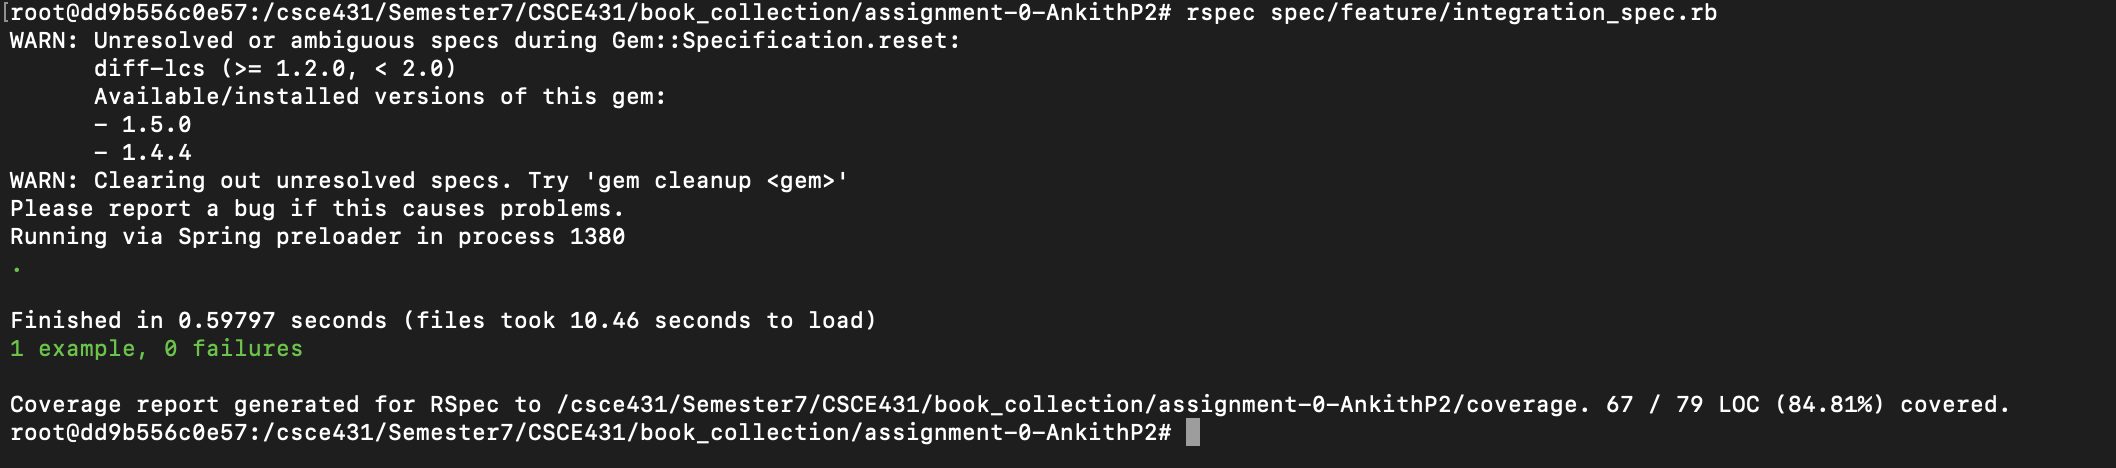 [root@dd9b556c0e57:/csce431/Semester7/CSCE431/book_collection/assignment-0-AnkithP2# rspec spec/feature/integration_spec.rb
WARN: Unresolved or ambiguous specs during Gem::Specification.reset:
      diff-lcs (>= 1.2.0, < 2.0)
      Available/installed versions of this gem:
      - 1.5.0
      - 1.4.4
WARN: Clearing out unresolved specs. Try 'gem cleanup <gem>'
Please report a bug if this causes problems.
Running via Spring preloader in process 1380
.
Finished in 0.59797 seconds (files took 10.46 seconds to load)
1 example, 0 failures
Coverage report generated for RSpec to /csce431/Semester7/CSCE431/book_collection/assignment-0-AnkithP2/coverage. 67 / 79 LOC (84.81%) covered.
root@dd9b556c0e57:/csce431/Semester7/CSCE431/book_collection/assignment-0-AnkithP2#